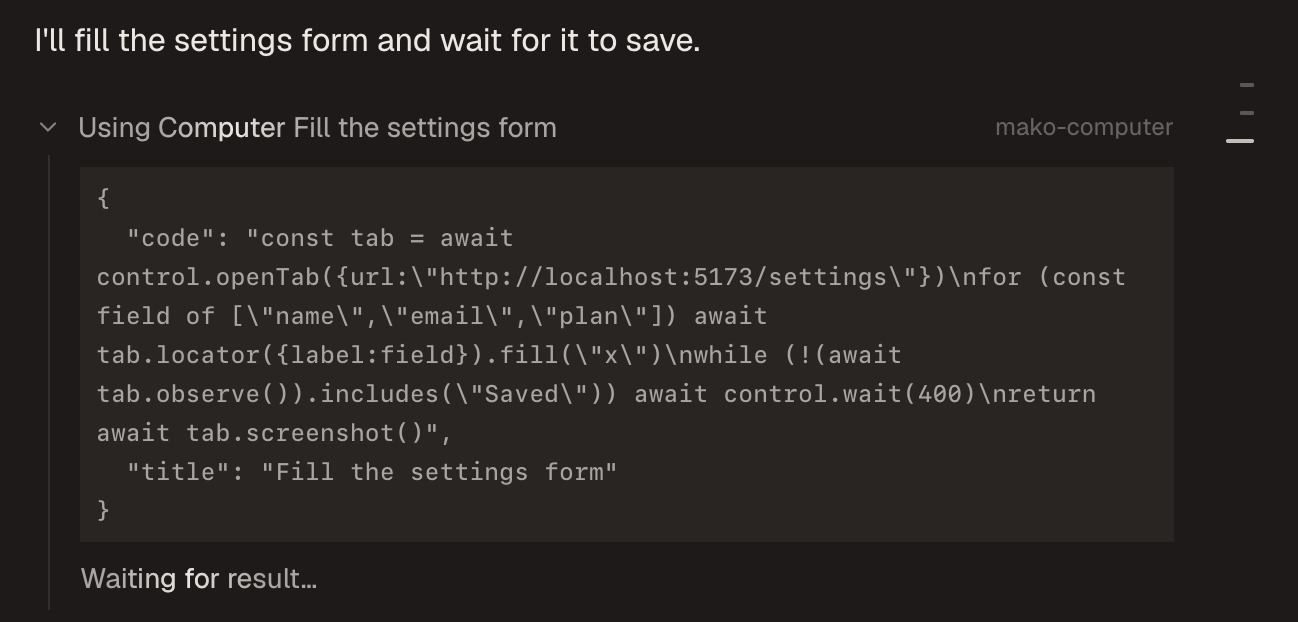 I'll fill the settings form and wait for it to save.
Using Computer Fill the settings form
mako-computer
{
  "code": "const tab = await
control.openTab({url:\"http://localhost:5173/settings\"})\nfor (const
field of [\"name\",\"email\",\"plan\"]) await
tab.locator({label:field}).fill(\"x\")\nwhile (!(await
tab.observe()).includes(\"Saved\")) await control.wait(400)\nreturn
await tab.screenshot()",
  "title": "Fill the settings form"
}
Waiting for result…